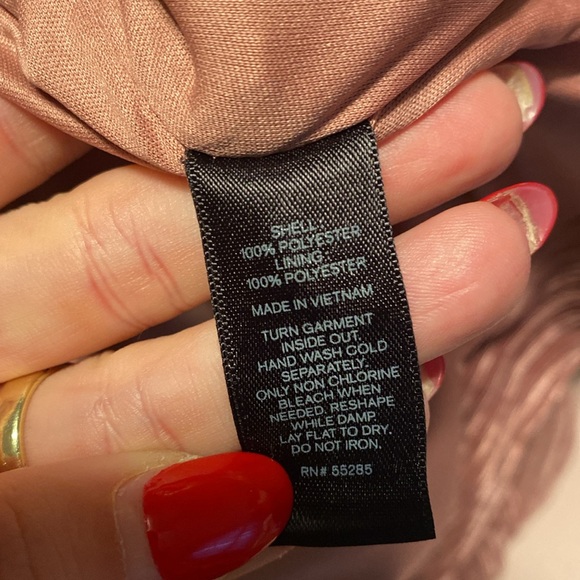 SHELL:
100% POLYESTER
LINING:
100% POLYESTER
MADE IN VIETNAM
TURN GARMENT
INSIDE OUT.
HAND WASH COLD
SEPARATELY.
ONLY NON CHLORINE
BLEACH WHEN
NEEDED. RESHAPE
WHILE DAMP.
LAY FLAT TO DRY.
DO NOT IRON.
RN# 55285